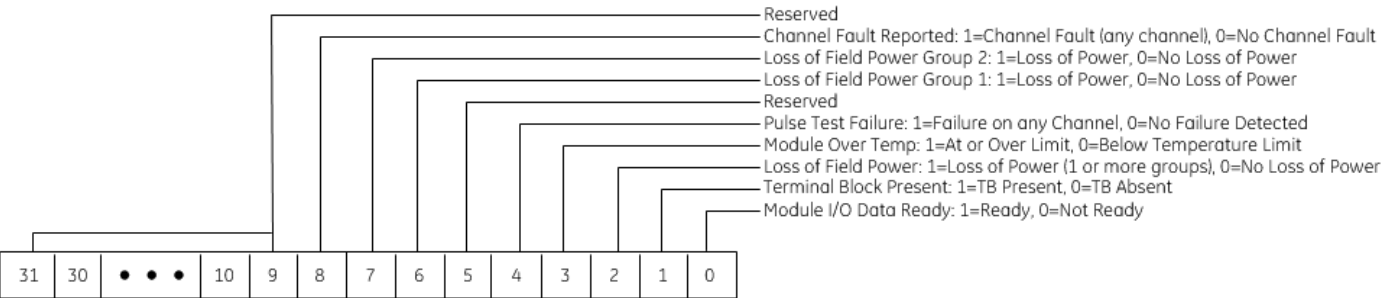 Reserved
Channel Fault Reported: 1=Channel Fault (any channel), 0=No Channel Fault
Loss of Field Power Group 2: 1=Loss of Power, 0=No Loss of Power
Loss of Field Power Group 1: 1=Loss of Power, 0=No Loss of Power
Reserved
Pulse Test Failure: 1=Failure on any Channel, 0=No Failure Detected
Module Over Temp: 1=At or Over Limit, 0=Below Temperature Limit
Loss of Field Power: 1=Loss of Power (1 or more groups), 0=No Loss of Power
Terminal Block Present: 1=TB Present, 0=TB Absent
Module I/O Data Ready: 1=Ready, 0=Not Ready
31 30 • • • 10 9 8 7 6 5 4 3 2 1 0